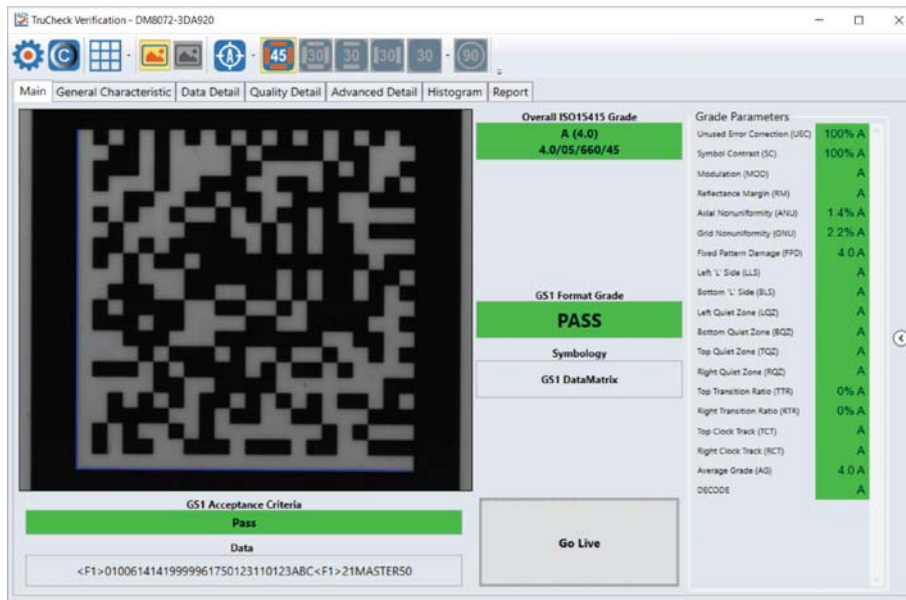 TruCheck Verification - DM8072-3DA920
45 30 30 30 30 90
Main General Characteristic Data Detail Quality Detail Advanced Detail Histogram Report
Overall ISO15415 Grade
A (4.0)
4.0/05/660/45
GS1 Format Grade
PASS
Symbology
GS1 DataMatrix
Grade Parameters
Unused Error Correction (UEC) 100% A
Symbol Contrast (SC) 100% A
Modulation (MOD) A
Reflectance Margin (RM) A
Axial Nonuniformity (ANU) 1.4% A
Grid Nonuniformity (GNU) 2.2% A
Fixed Pattern Damage (FPD) 4.0 A
Left 'L' Side (LLS) A
Bottom 'L' Side (BLS) A
Left Quiet Zone (LQZ) A
Bottom Quiet Zone (BQZ) A
Top Quiet Zone (TQZ) A
Right Quiet Zone (RQZ) A
Top Transition Ratio (TTR) 0% A
Right Transition Ratio (RTR) 0% A
Top Clock Track (TCT) A
Right Clock Track (RCT) A
Average Grade (AG) 4.0 A
DECODE A
GS1 Acceptance Criteria
Pass
Data
<F1>01006141419999961750123110123ABC<F1>21MASTER50
Go Live